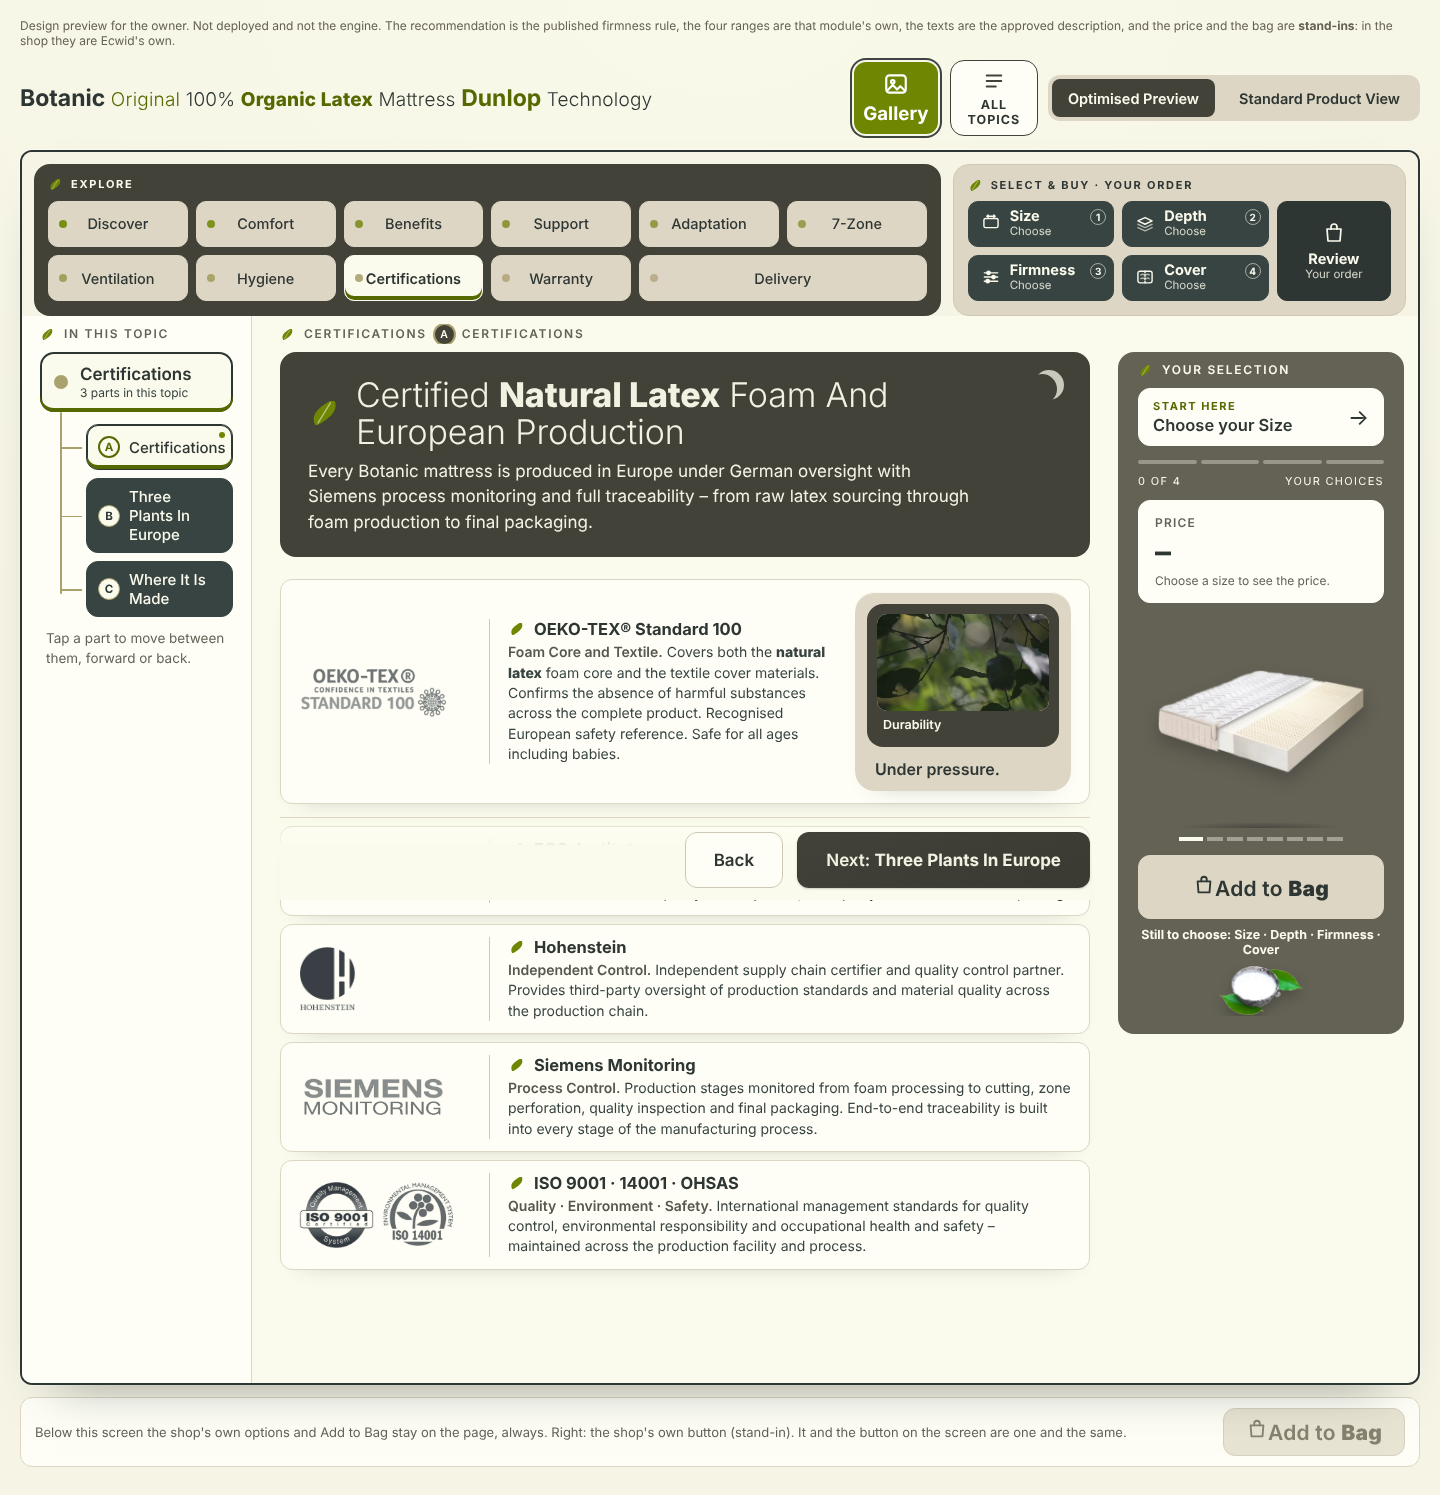 Design preview for the owner. Not deployed and not the engine. The recommendation is the published firmness rule, the four ranges are that module's own, the texts are the approved description, and the price and the bag are stand-ins: in the
shop they are Ecwid's own.
Botanic Original 100% Organic Latex Mattress Dunlop Technology
Gallery
ALL
TOPICS
Optimised Preview
Standard Product View
EXPLORE
Discover
Comfort
Benefits
Support
Adaptation
7-Zone
Ventilation
Hygiene
Certifications
Warranty
Delivery
SELECT & BUY · YOUR ORDER
Size
Choose
1
Depth
Choose
2
Firmness
Choose
3
Cover
Choose
4
Review
Your order
IN THIS TOPIC
Certifications
3 parts in this topic
A
Certifications
B
Three
Plants In
Europe
C
Where It Is
Made
Tap a part to move between
them, forward or back.
CERTIFICATIONS A CERTIFICATIONS
Certified Natural Latex Foam And
European Production
Every Botanic mattress is produced in Europe under German oversight with
Siemens process monitoring and full traceability – from raw latex sourcing through
foam production to final packaging.
OEKO-TEX®
CONFIDENCE IN TEXTILES
STANDARD 100
OEKO-TEX® Standard 100
Foam Core and Textile. Covers both the natural
latex foam core and the textile cover materials.
Confirms the absence of harmful substances
across the complete product. Recognised
European safety reference. Safe for all ages
including babies.
Durability
Under pressure.
Back
Next: Three Plants In Europe
HOHENSTEIN
Hohenstein
Independent Control. Independent supply chain certifier and quality control partner.
Provides third-party oversight of production standards and material quality across
the production chain.
SIEMENS
MONITORING
Siemens Monitoring
Process Control. Production stages monitored from foam processing to cutting, zone
perforation, quality inspection and final packaging. End-to-end traceability is built
into every stage of the manufacturing process.
Quality Management
ISO 9001
Certified
System
ENVIRONMENTAL MANAGEMENT SYSTEM
ISO 14001
ISO 9001 · 14001 · OHSAS
Quality · Environment · Safety. International management standards for quality
control, environmental responsibility and occupational health and safety –
maintained across the production facility and process.
YOUR SELECTION
START HERE
Choose your Size
0 OF 4
YOUR CHOICES
PRICE
–
Choose a size to see the price.
Add to Bag
Still to choose: Size · Depth · Firmness ·
Cover
Below this screen the shop's own options and Add to Bag stay on the page, always. Right: the shop's own button (stand-in). It and the button on the screen are one and the same.
Add to Bag